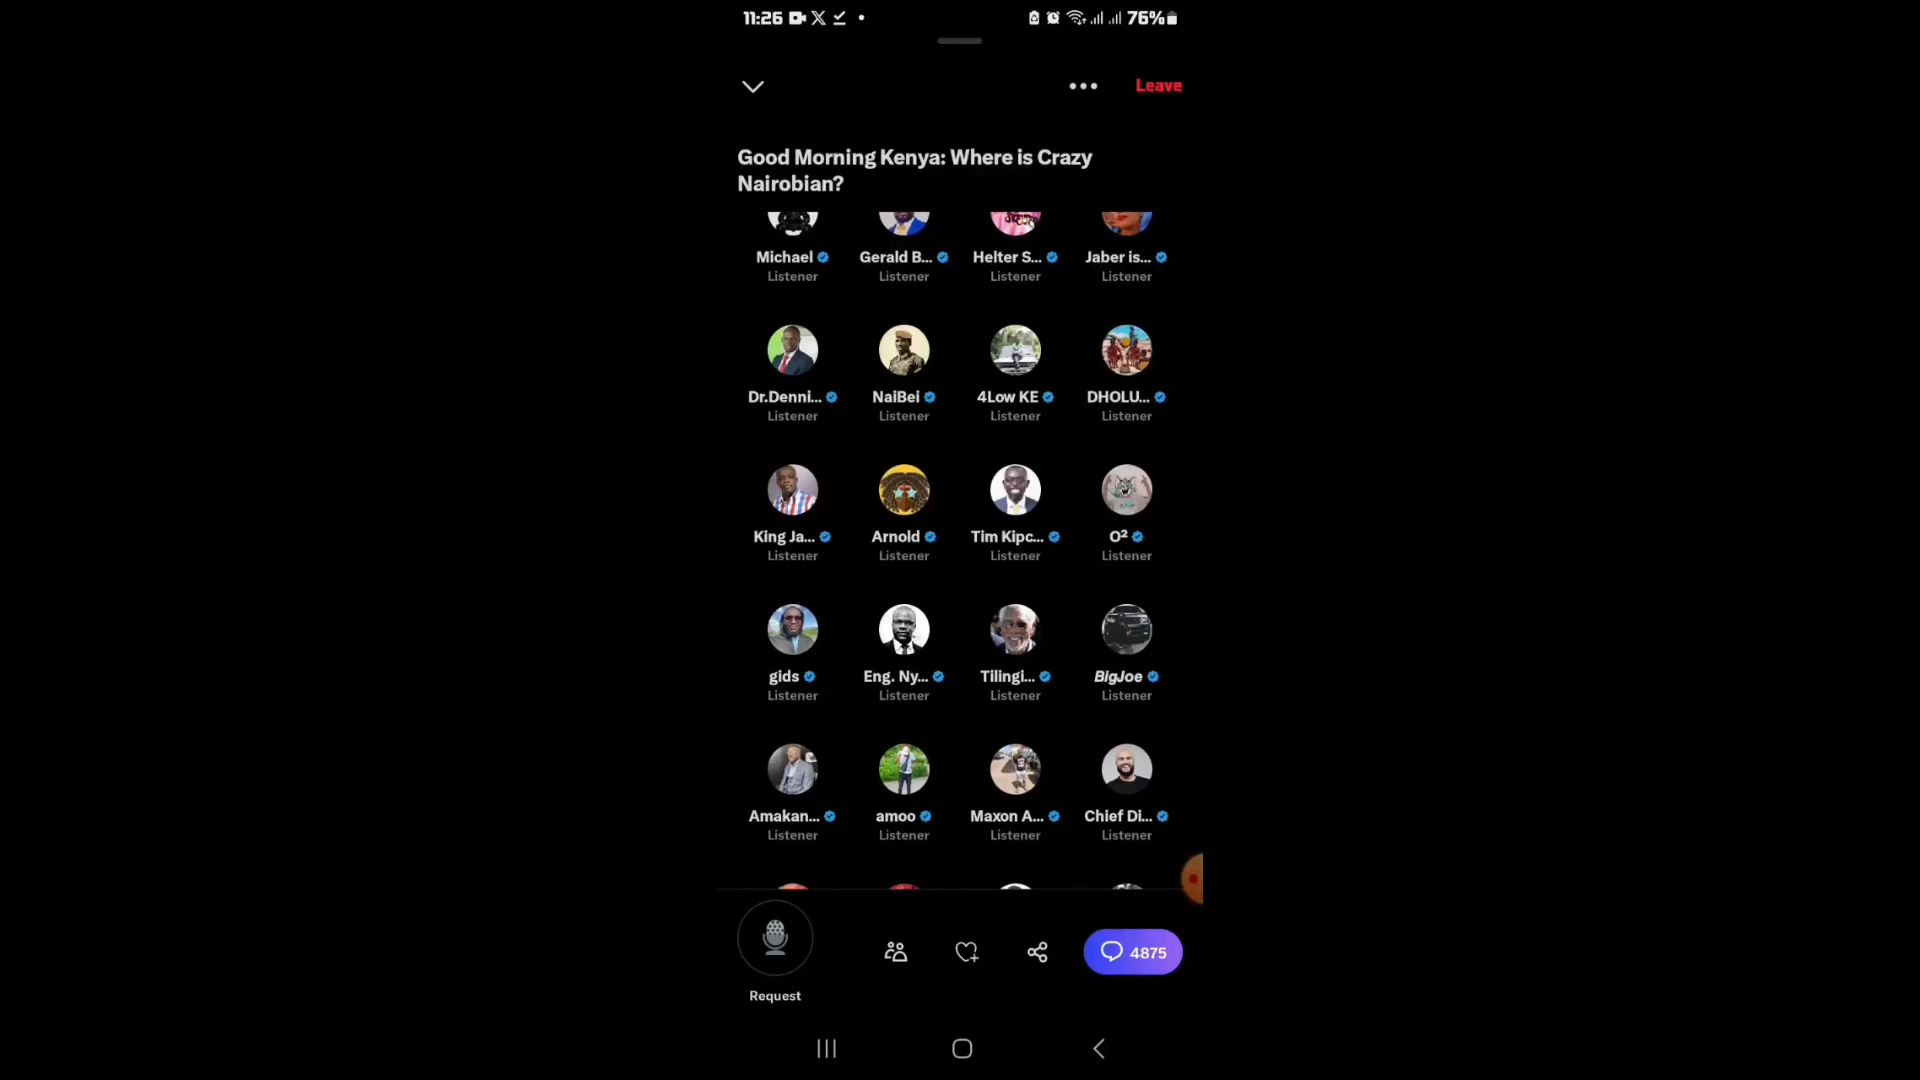 11:26
76%
Leave
Good Morning Kenya: Where is Crazy
Nairobian?
Michael Gerald B... Helter S... Jaber is...
Listener Listener Listener Listener
Dr.Denni... NaiBei 4Low KE DHOLU...
Listener Listener Listener Listener
King Ja... Arnold Tim Kipc... O²
Listener Listener Listener Listener
gids Eng. Ny... Tilingi... BigJoe
Listener Listener Listener Listener
Amakan... amoo Maxon A... Chief Di...
Listener Listener Listener Listener
4875
Request